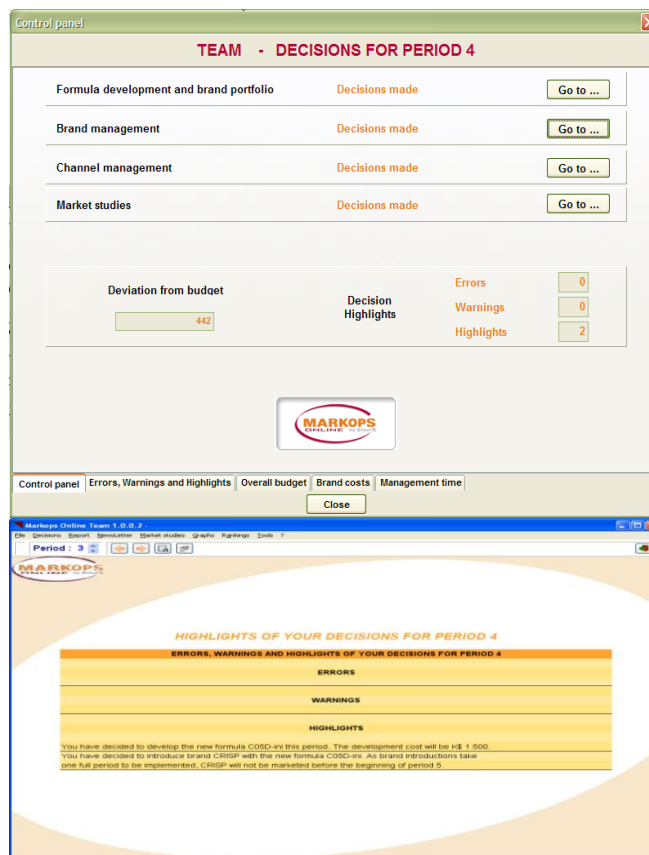 Control panel
TEAM - DECISIONS FOR PERIOD 4
Formula development and brand portfolio Decisions made Go to ...
Brand management Decisions made Go to ...
Channel management Decisions made Go to ...
Market studies Decisions made Go to ...
Deviation from budget
442
Decision
Highlights
Errors 0
Warnings 0
Highlights 2
MARKOPS
ONLINE
Control panel Errors, Warnings and Highlights Overall budget Brand costs Management time
Close
Markops Online Team 1.0.0.2 -
File Decisions Report NewsLetter Market studies Graphs Rankings Tools ?
Period : 3
MARKOPS
HIGHLIGHTS OF YOUR DECISIONS FOR PERIOD 4
ERRORS, WARNINGS AND HIGHLIGHTS OF YOUR DECISIONS FOR PERIOD 4
ERRORS
WARNINGS
HIGHLIGHTS
You have decided to develop the new formula C05D-ini this period. The development cost will be K$ 1.500.
You have decided to introduce brand CRISP with the new formula C05D-ini. As brand introductions take
one full period to be implemented, CRISP will not be marketed before the beginning of period 5.